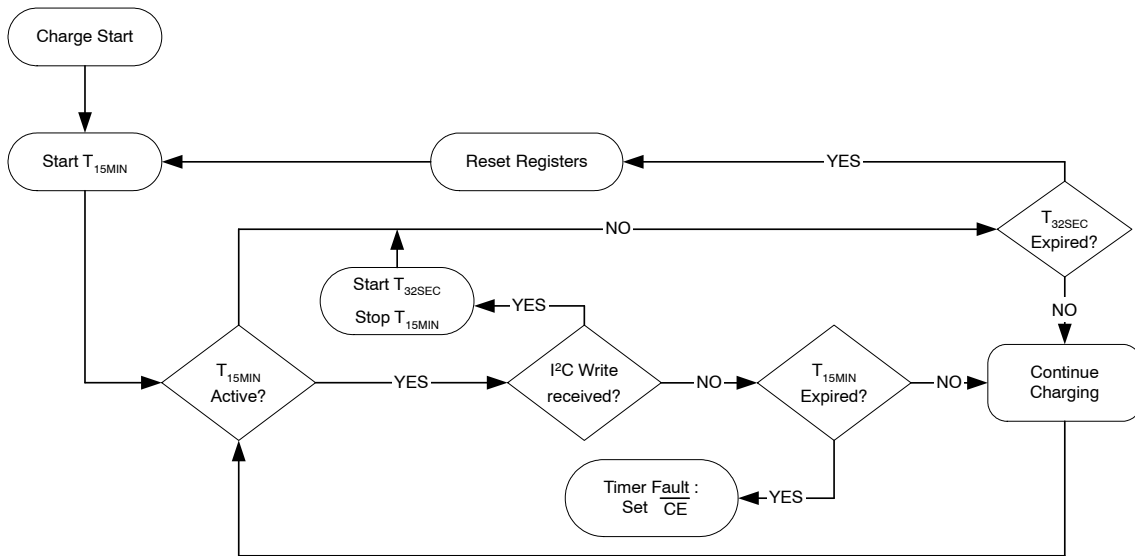 Charge Start
Start T15MIN
Reset Registers
YES
T32SEC
Expired?
NO
Start T32SEC
Stop T15MIN
YES
NO
T15MIN
Active?
YES
I²C Write
received?
NO
T15MIN
Expired?
NO
Continue
Charging
Timer Fault :
Set CE
YES